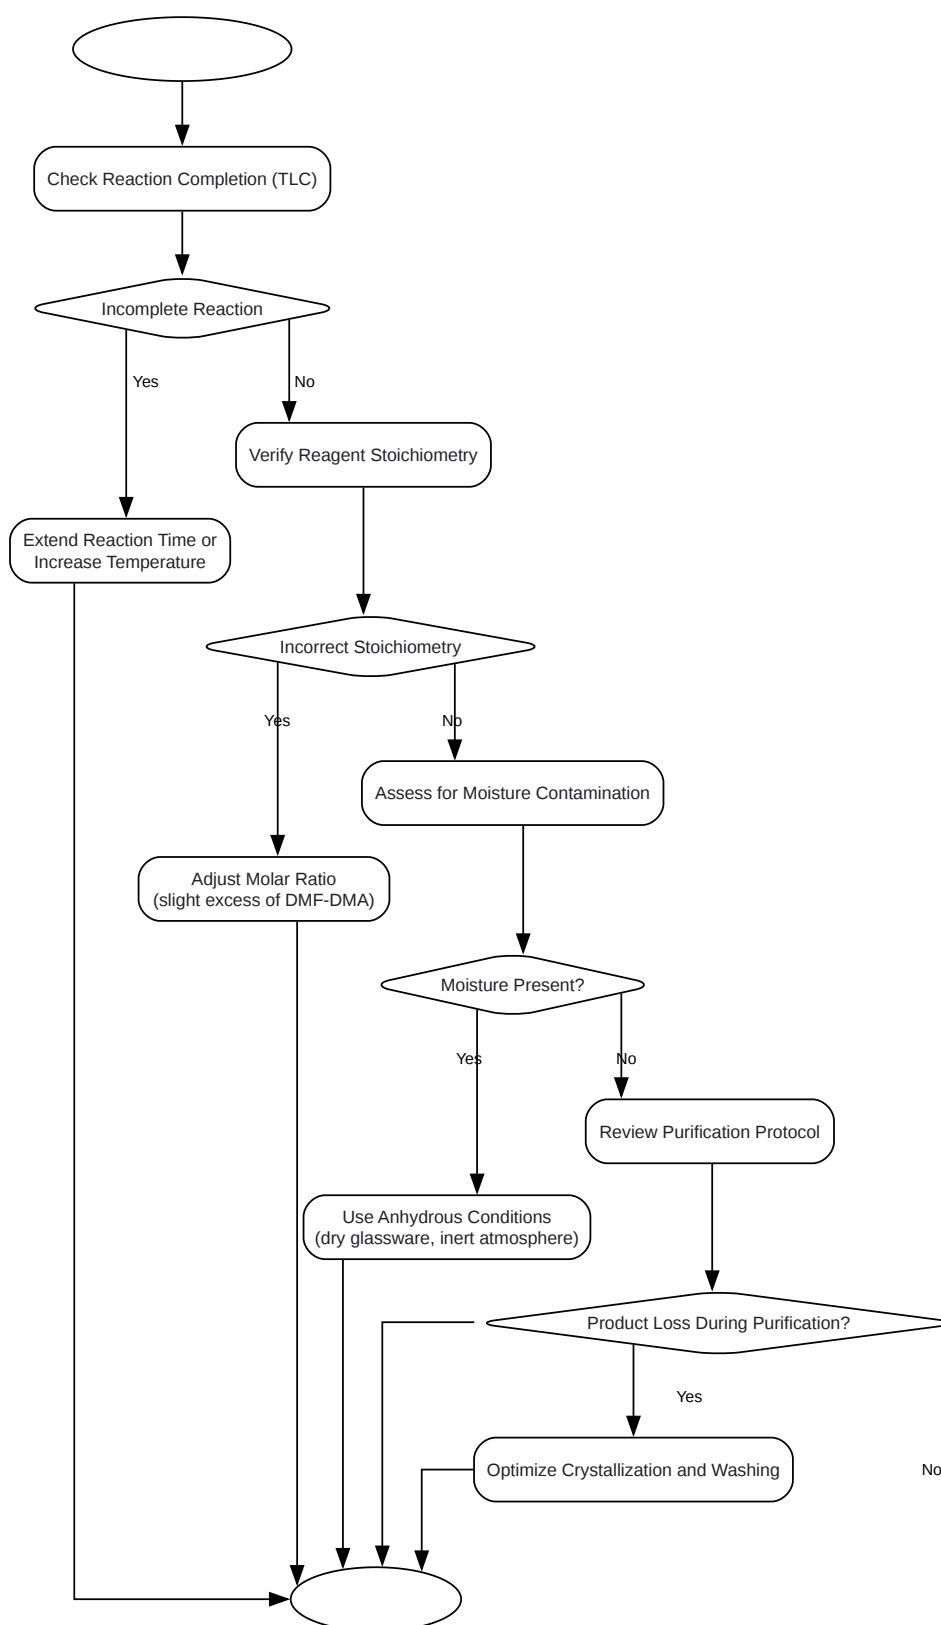 Check Reaction Completion (TLC)
Incomplete Reaction
Yes
No
Verify Reagent Stoichiometry
Extend Reaction Time or
Increase Temperature
Incorrect Stoichiometry
Yes
No
Assess for Moisture Contamination
Adjust Molar Ratio
(slight excess of DMF-DMA)
Moisture Present?
Yes
No
Review Purification Protocol
Use Anhydrous Conditions
(dry glassware, inert atmosphere)
Product Loss During Purification?
Yes
Optimize Crystallization and Washing
No